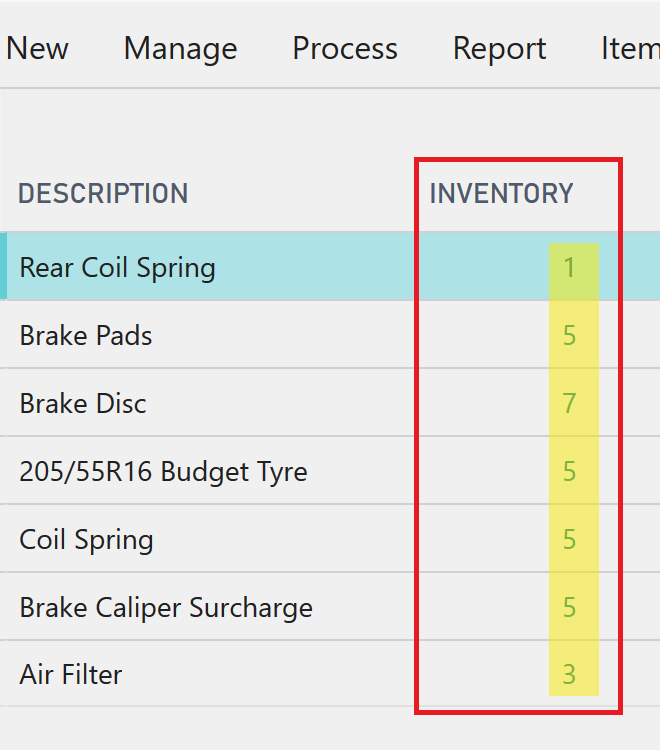 New Manage Process Report Item
DESCRIPTION INVENTORY
Rear Coil Spring 1
Brake Pads 5
Brake Disc 7
205/55R16 Budget Tyre 5
Coil Spring 5
Brake Caliper Surcharge 5
Air Filter 3